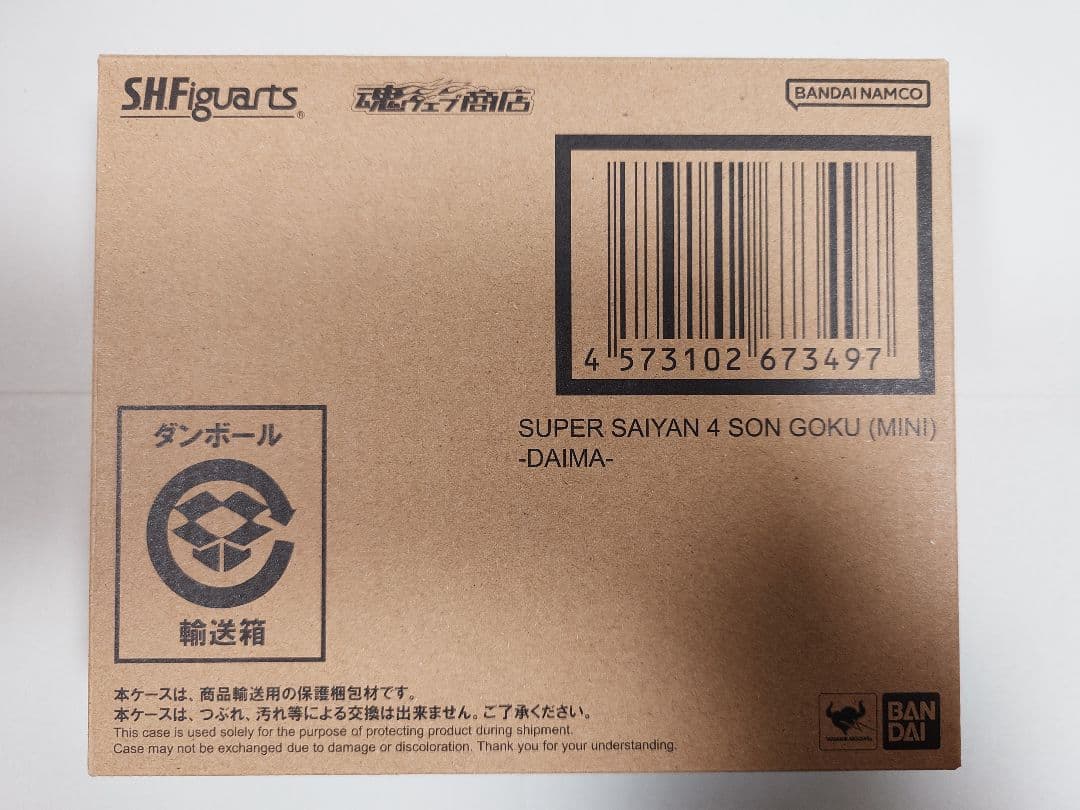 S.H.Figuarts
魂ウェブ商店
BANDAI NAMCO
4 573102 673497
SUPER SAIYAN 4 SON GOKU (MINI)
-DAIMA-
ダンボール
輸送箱
本ケースは、商品輸送用の保護梱包材です。
本ケースは、つぶれ、汚れ等による交換は出来ません。ご了承ください。
This case is used solely for the purpose of protecting product during shipment.
Case may not be exchanged due to damage or discoloration. Thank you for your understanding.
BAN
DAI